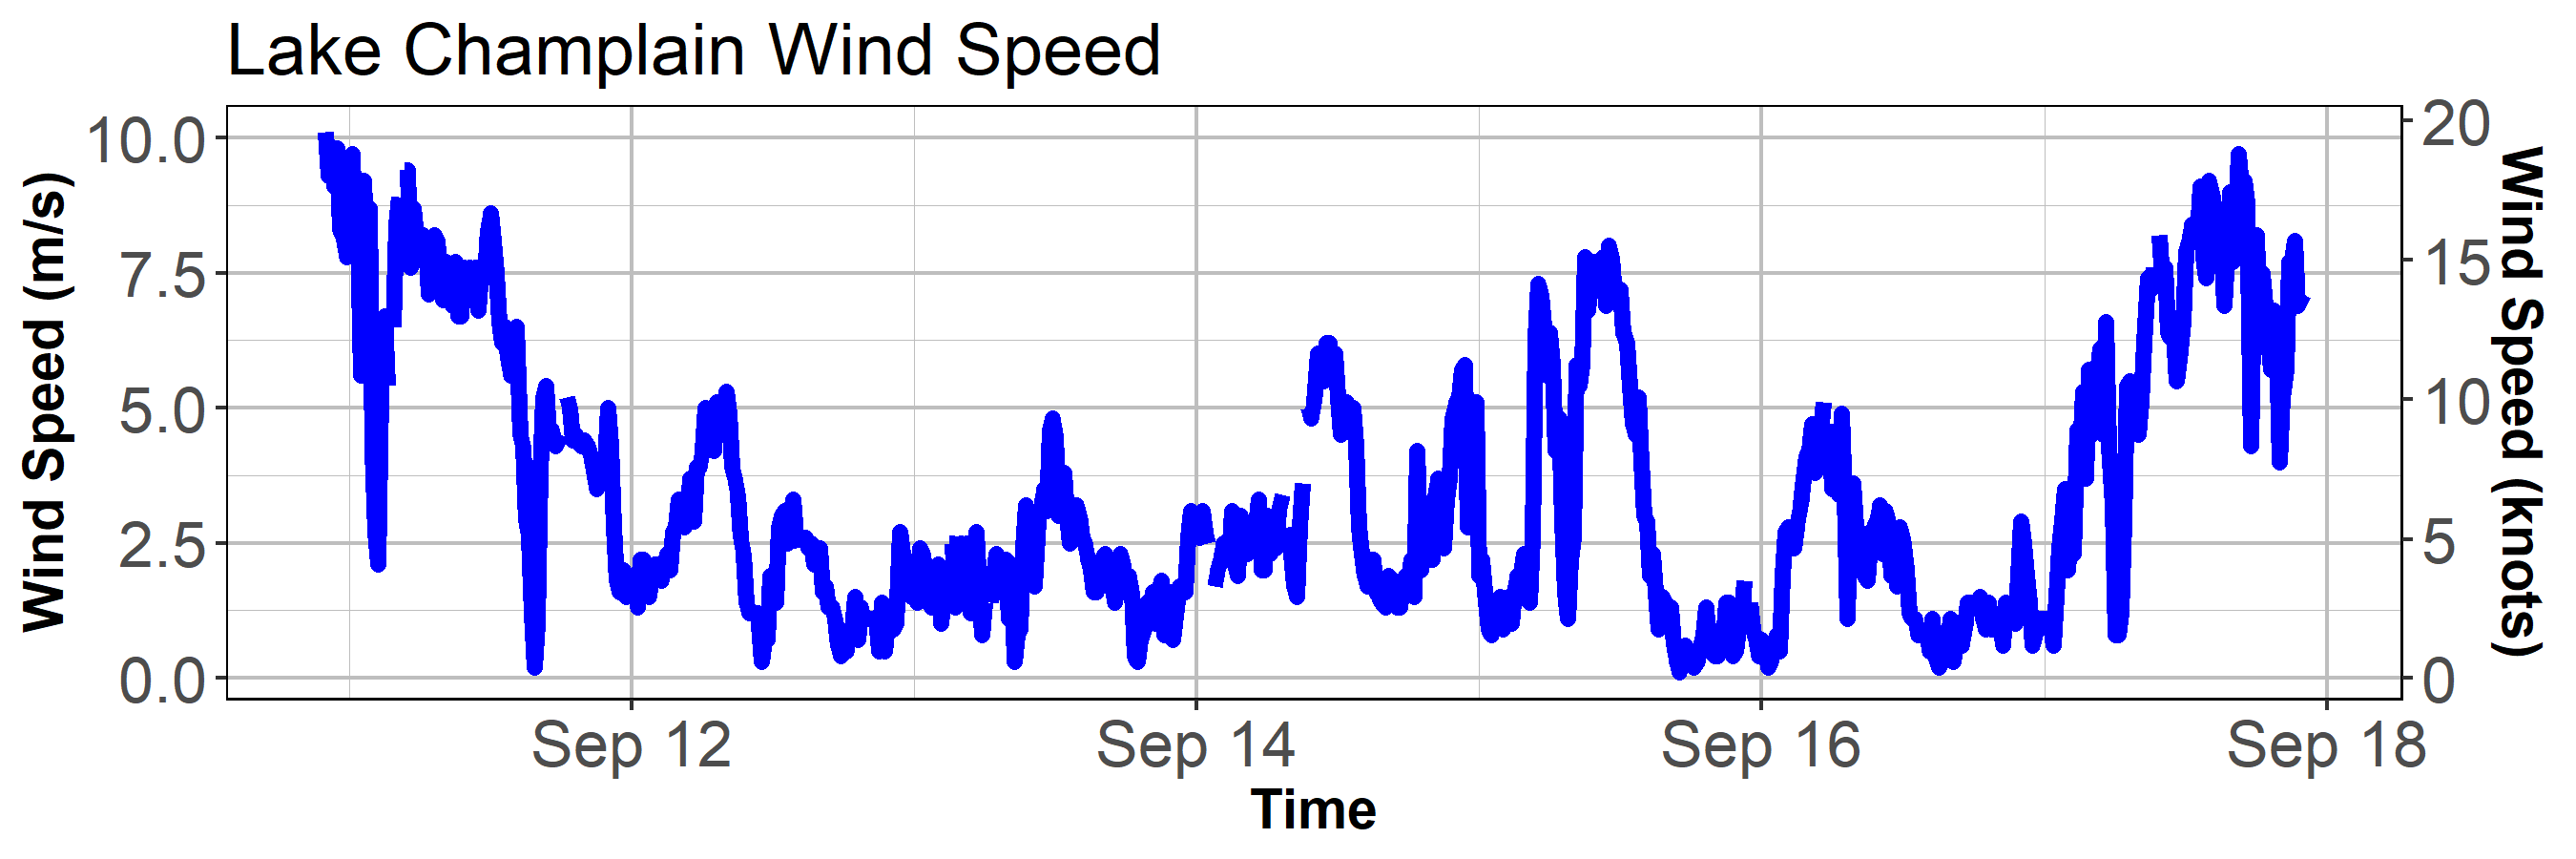 Lake Champlain Wind Speed
Wind Speed (m/s)
10.0
7.5
5.0
2.5
0.0
20
15
10
5
0
Wind Speed (knots)
Sep 12
Sep 14
Sep 16
Sep 18
Time